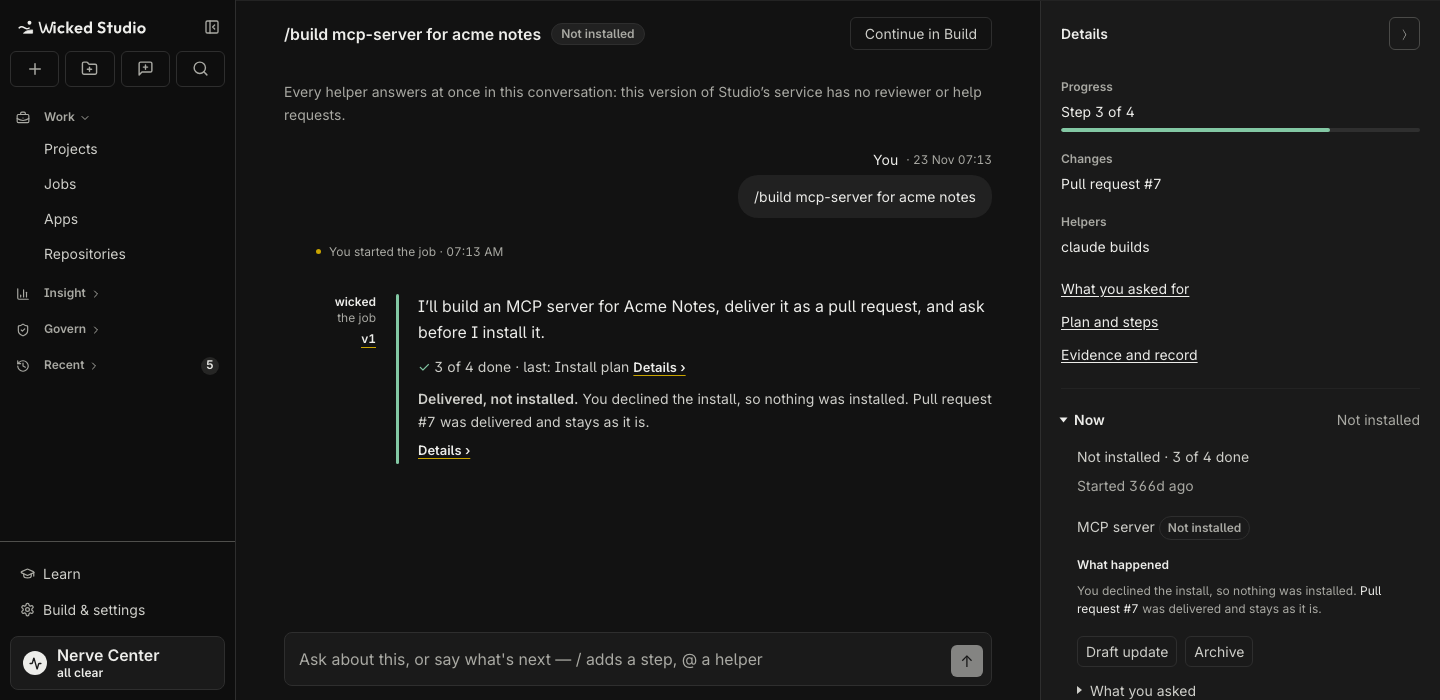 Wicked Studio
Work
Projects
Jobs
Apps
Repositories
Insight
Govern
Recent
5
Learn
Build & settings
Nerve Center
all clear
/build mcp-server for acme notes
Not installed
Continue in Build
Every helper answers at once in this conversation: this version of Studio’s service has no reviewer or help
requests.
You · 23 Nov 07:13
/build mcp-server for acme notes
You started the job · 07:13 AM
wicked
the job
v1
I’ll build an MCP server for Acme Notes, deliver it as a pull request, and ask
before I install it.
✓ 3 of 4 done · last: Install plan Details ›
Delivered, not installed. You declined the install, so nothing was installed. Pull request
#7 was delivered and stays as it is.
Details ›
Ask about this, or say what's next — / adds a step, @ a helper
Details
Progress
Step 3 of 4
Changes
Pull request #7
Helpers
claude builds
What you asked for
Plan and steps
Evidence and record
Now
Not installed
Not installed · 3 of 4 done
Started 366d ago
MCP server Not installed
What happened
You declined the install, so nothing was installed. Pull
request #7 was delivered and stays as it is.
Draft update
Archive
What you asked